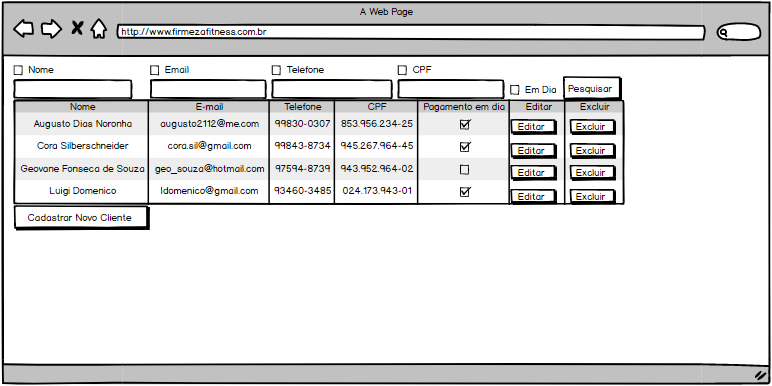 A Web Page
http://www.firmezafitness.com.br
Nome Email Telefone CPF
Em Dia Pesquisar
Nome E-mail Telefone CPF Pagamento em dia Editar Excluir
Augusto Dias Noronha augusto2112@me.com 99830-0307 853.956.234-25 Editar Excluir
Cora Silberschneider cora.sil@gmail.com 99843-8734 945.267.964-45 Editar Excluir
Geovane Fonseca de Souza geo_souza@hotmail.com 97594-8739 943.952.964-02 Editar Excluir
Luigi Domenico ldomenico@gmail.com 93460-3485 024.173.943-01 Editar Excluir
Cadastrar Novo Cliente